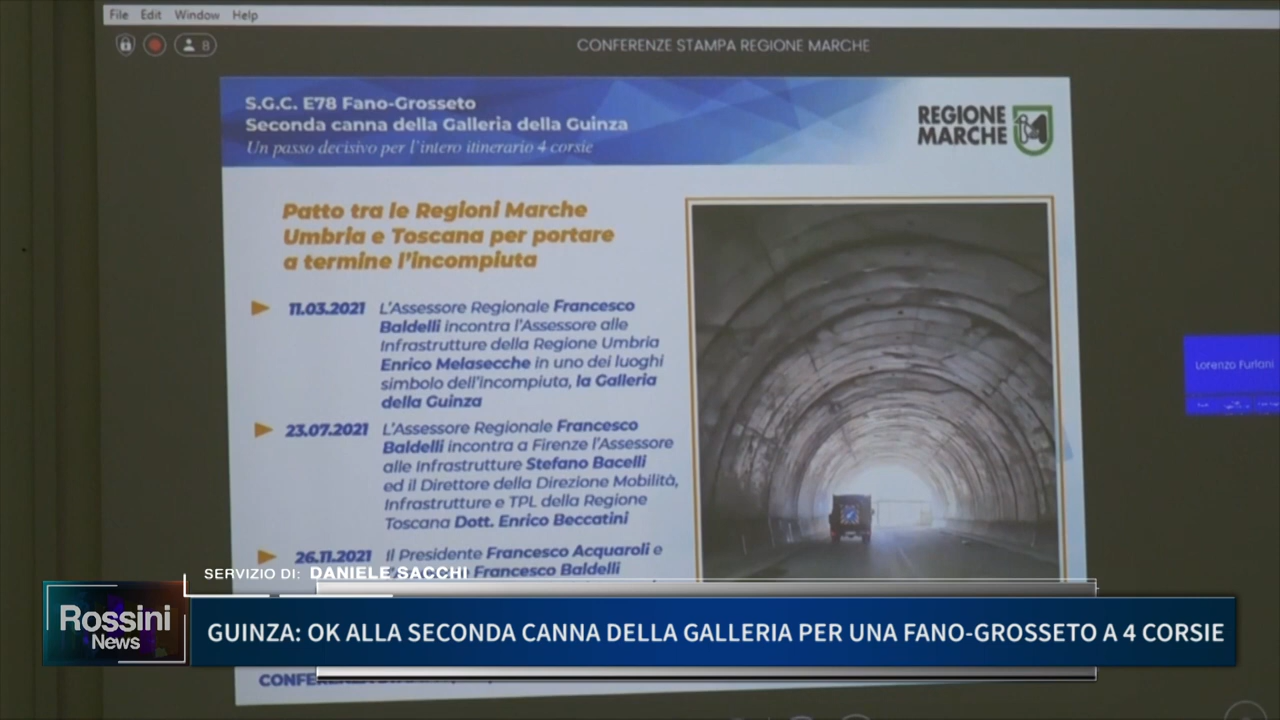 File Edit Window Help
8
CONFERENZE STAMPA REGIONE MARCHE
S.G.C. E78 Fano-Grosseto
Seconda canna della Galleria della Guinza
Un passo decisivo per l'intero itinerario 4 corsie
REGIONE
MARCHE
Patto tra le Regioni Marche
Umbria e Toscana per portare
a termine l'incompiuta
11.03.2021 L'Assessore Regionale Francesco
Baldelli incontra l'Assessore alle
Infrastrutture della Regione Umbria
Enrico Melasecche in uno dei luoghi
simbolo dell'incompiuta, la Galleria
della Guinza
23.07.2021 L'Assessore Regionale Francesco
Baldelli incontra a Firenze l'Assessore
alle Infrastrutture Stefano Bacelli
ed il Direttore della Direzione Mobilità,
Infrastrutture e TPL della Regione
Toscana Dott. Enrico Beccatini
26.11.2021 Il Presidente Francesco Acquaroli e
Francesco Baldelli
Lorenzo Furlani
SERVIZIO DI: DANIELE SACCHI
Rossini
News
GUINZA: OK ALLA SECONDA CANNA DELLA GALLERIA PER UNA FANO-GROSSETO A 4 CORSIE